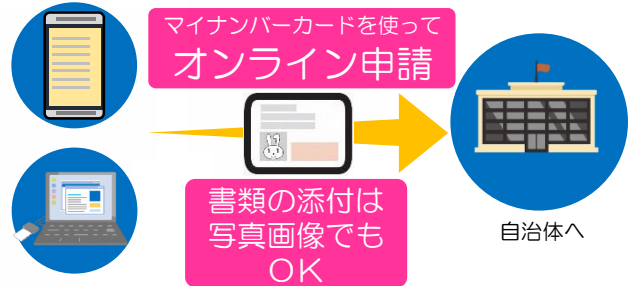 マイナンバーカードを使って
オンライン申請
書類の添付は
写真画像でも
ＯＫ
自治体へ